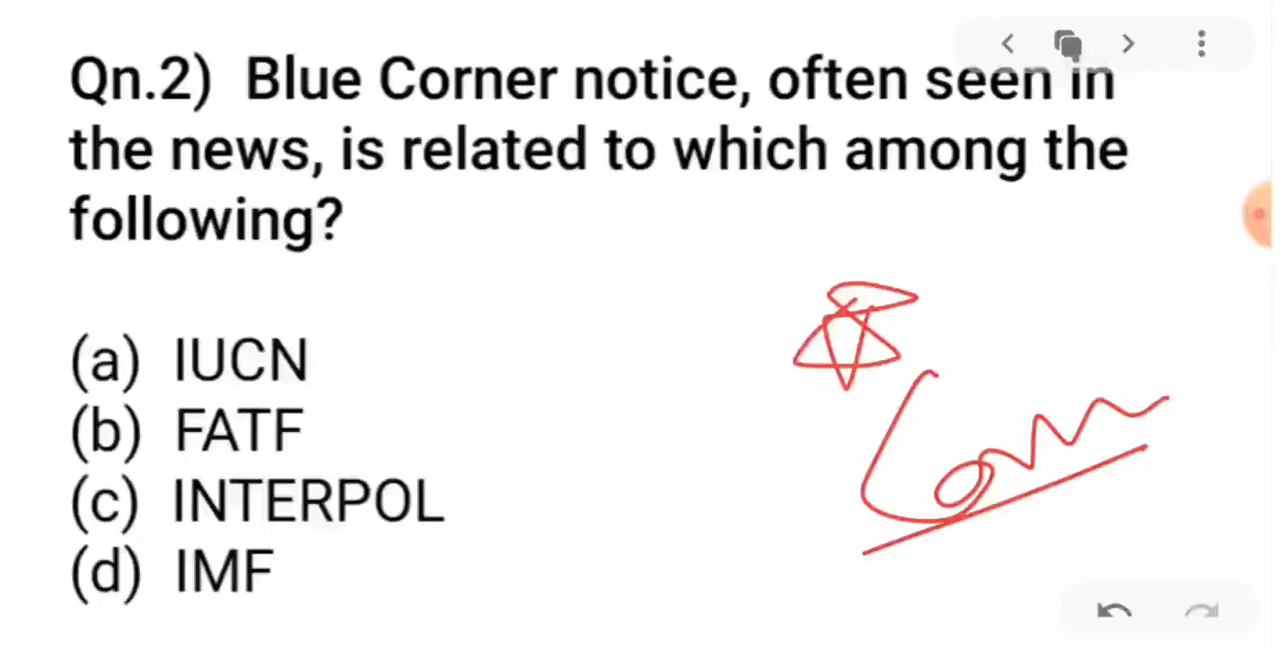 Qn.2) Blue Corner notice, often seen in
the news, is related to which among the
following?
(a) IUCN
(b) FATF
(c) INTERPOL
(d) IMF